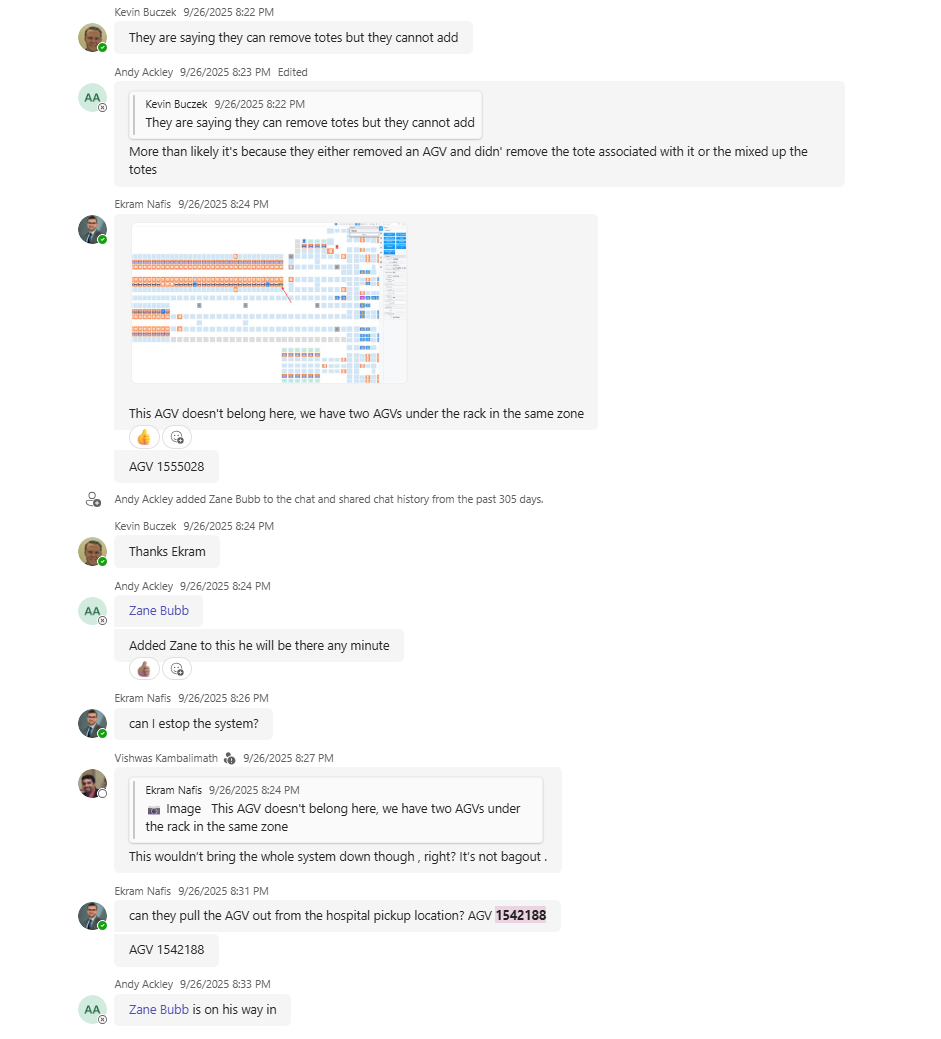 Kevin Buczek 9/26/2025 8:22 PM
They are saying they can remove totes but they cannot add
Andy Ackley 9/26/2025 8:23 PM Edited
AA
Kevin Buczek 9/26/2025 8:22 PM
They are saying they can remove totes but they cannot add
More than likely it's because they either removed an AGV and didn' remove the tote associated with it or the mixed up the
totes
Ekram Nafis 9/26/2025 8:24 PM
This AGV doesn't belong here, we have two AGVs under the rack in the same zone
AGV 1555028
Andy Ackley added Zane Bubb to the chat and shared chat history from the past 305 days.
Kevin Buczek 9/26/2025 8:24 PM
Thanks Ekram
Andy Ackley 9/26/2025 8:24 PM
AA
Zane Bubb
Added Zane to this he will be there any minute
Ekram Nafis 9/26/2025 8:26 PM
can I estop the system?
Vishwas Kambalimath 9/26/2025 8:27 PM
Ekram Nafis 9/26/2025 8:24 PM
Image This AGV doesn't belong here, we have two AGVs under
the rack in the same zone
This wouldn't bring the whole system down though , right? It's not bagout .
Ekram Nafis 9/26/2025 8:31 PM
can they pull the AGV out from the hospital pickup location? AGV 1542188
AGV 1542188
Andy Ackley 9/26/2025 8:33 PM
AA
Zane Bubb is on his way in